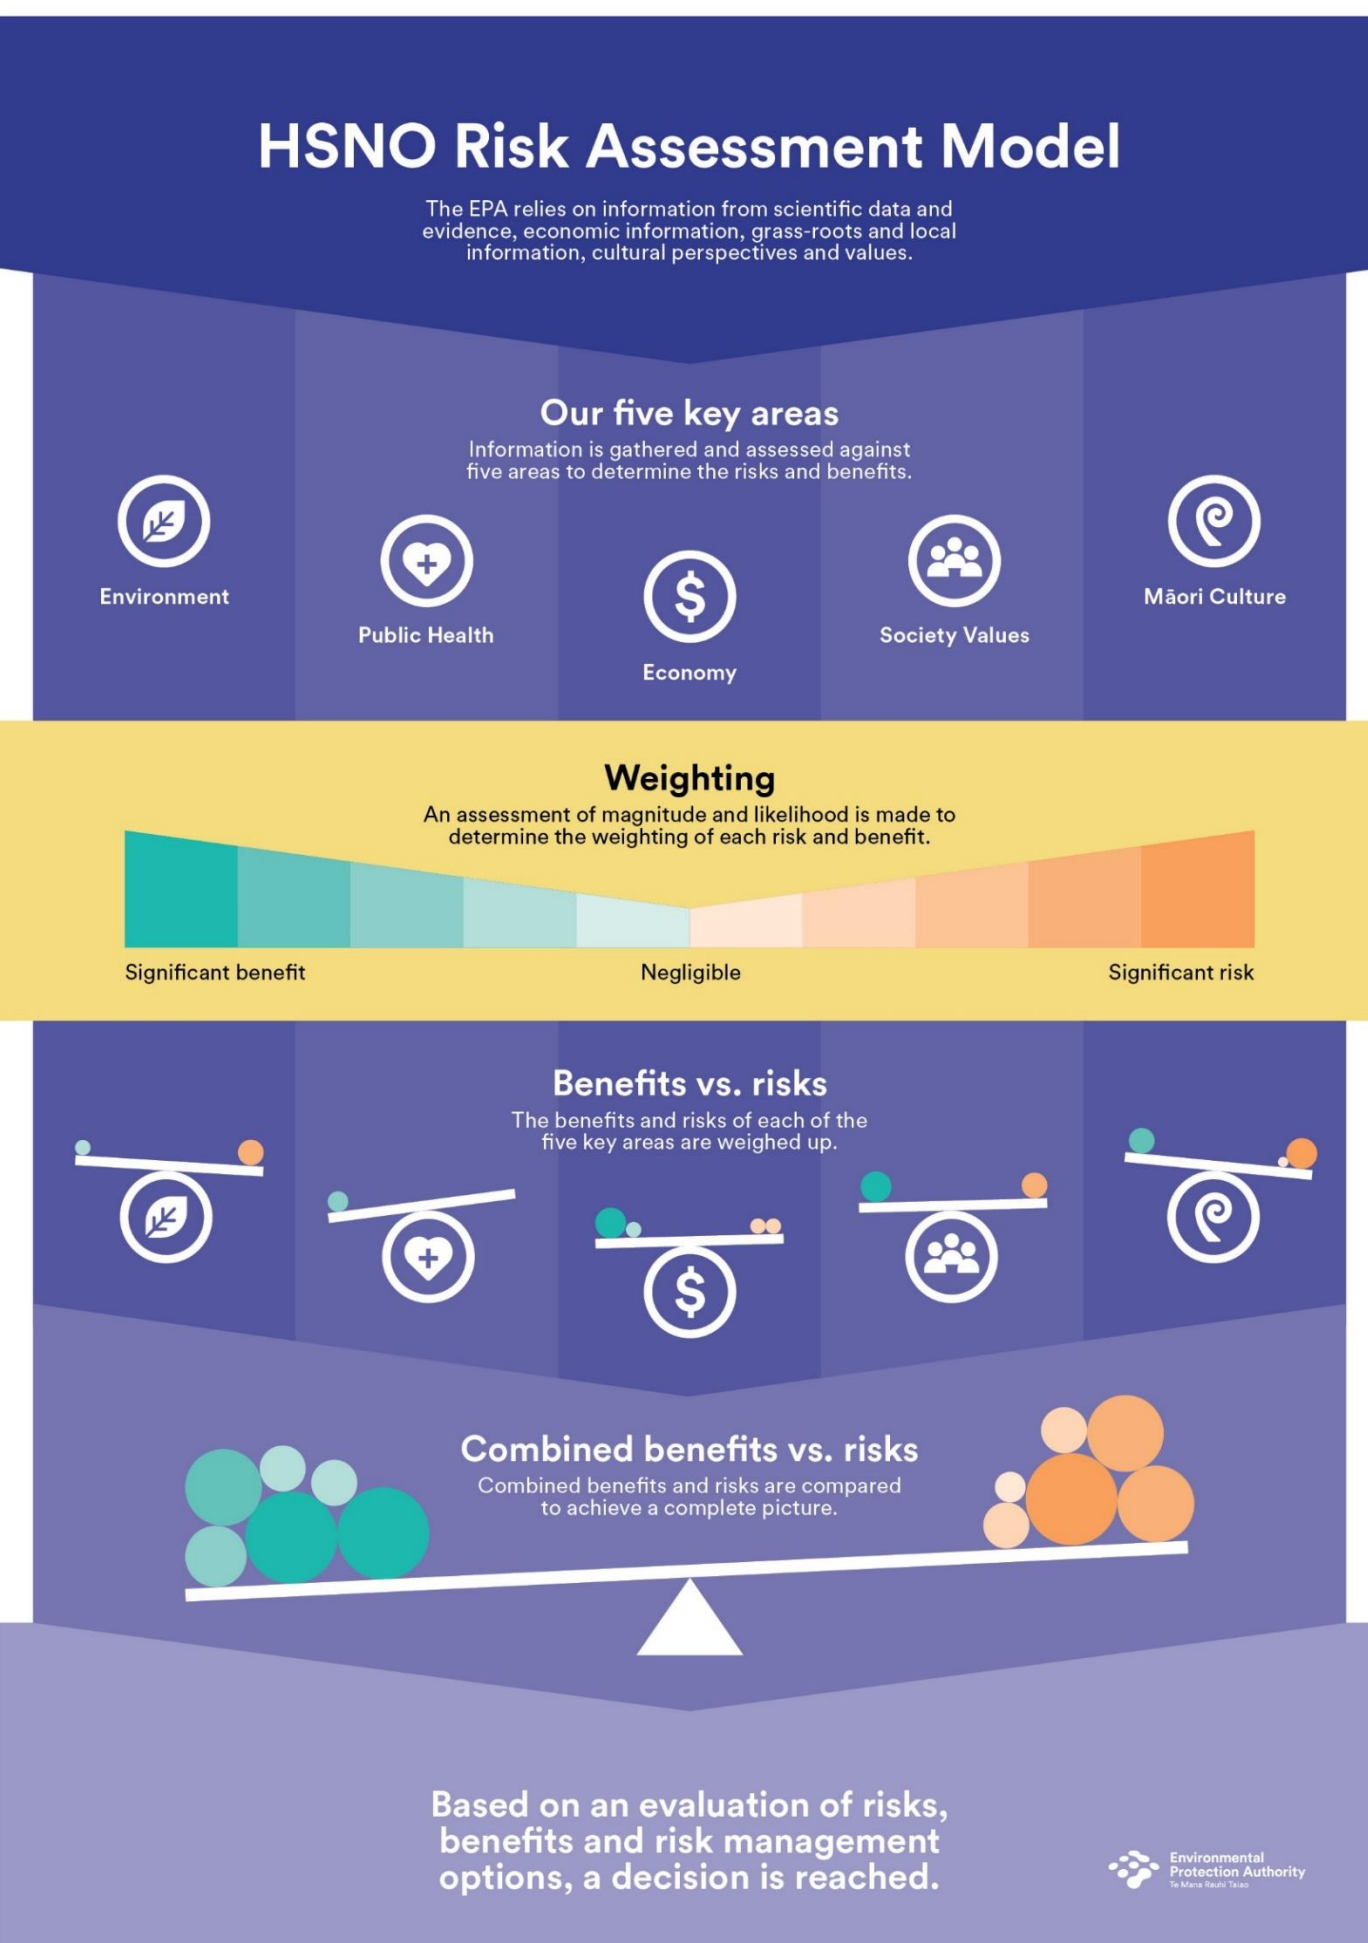 HSNO Risk Assessment Model
The EPA relies on information from scientific data and
evidence, economic information, grass-roots and local
information, cultural perspectives and values.
Our five key areas
Information is gathered and assessed against
five areas to determine the risks and benefits.
Environment
Public Health
$
Economy
Society Values
Māori Culture
Weighting
An assessment of magnitude and likelihood is made to
determine the weighting of each risk and benefit.
Significant benefit
Negligible
Significant risk
Benefits vs. risks
The benefits and risks of each of the
five key areas are weighed up.
$
Combined benefits vs. risks
Combined benefits and risks are compared
to achieve a complete picture.
Based on an evaluation of risks,
benefits and risk management
options, a decision is reached.
Environmental
Protection Authority
Te Mana Rauhī Taiao